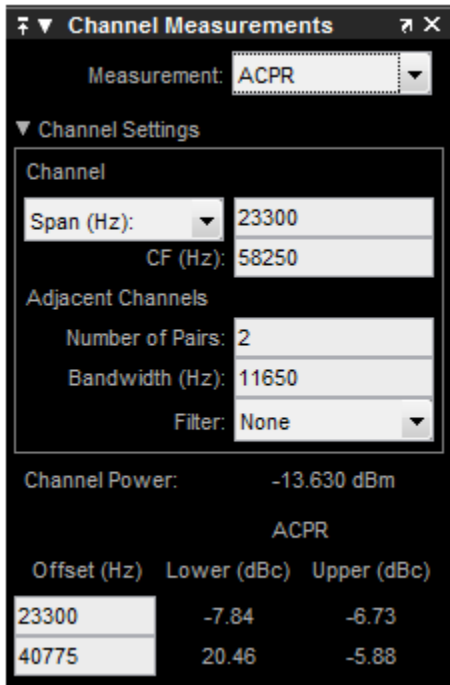 Channel Measurements
Measurement: ACPR
Channel Settings
Channel
Span (Hz): 23300
CF (Hz): 58250
Adjacent Channels
Number of Pairs: 2
Bandwidth (Hz): 11650
Filter: None
Channel Power: -13.630 dBm
ACPR
Offset (Hz) Lower (dBc) Upper (dBc)
23300 -7.84 -6.73
40775 20.46 -5.88